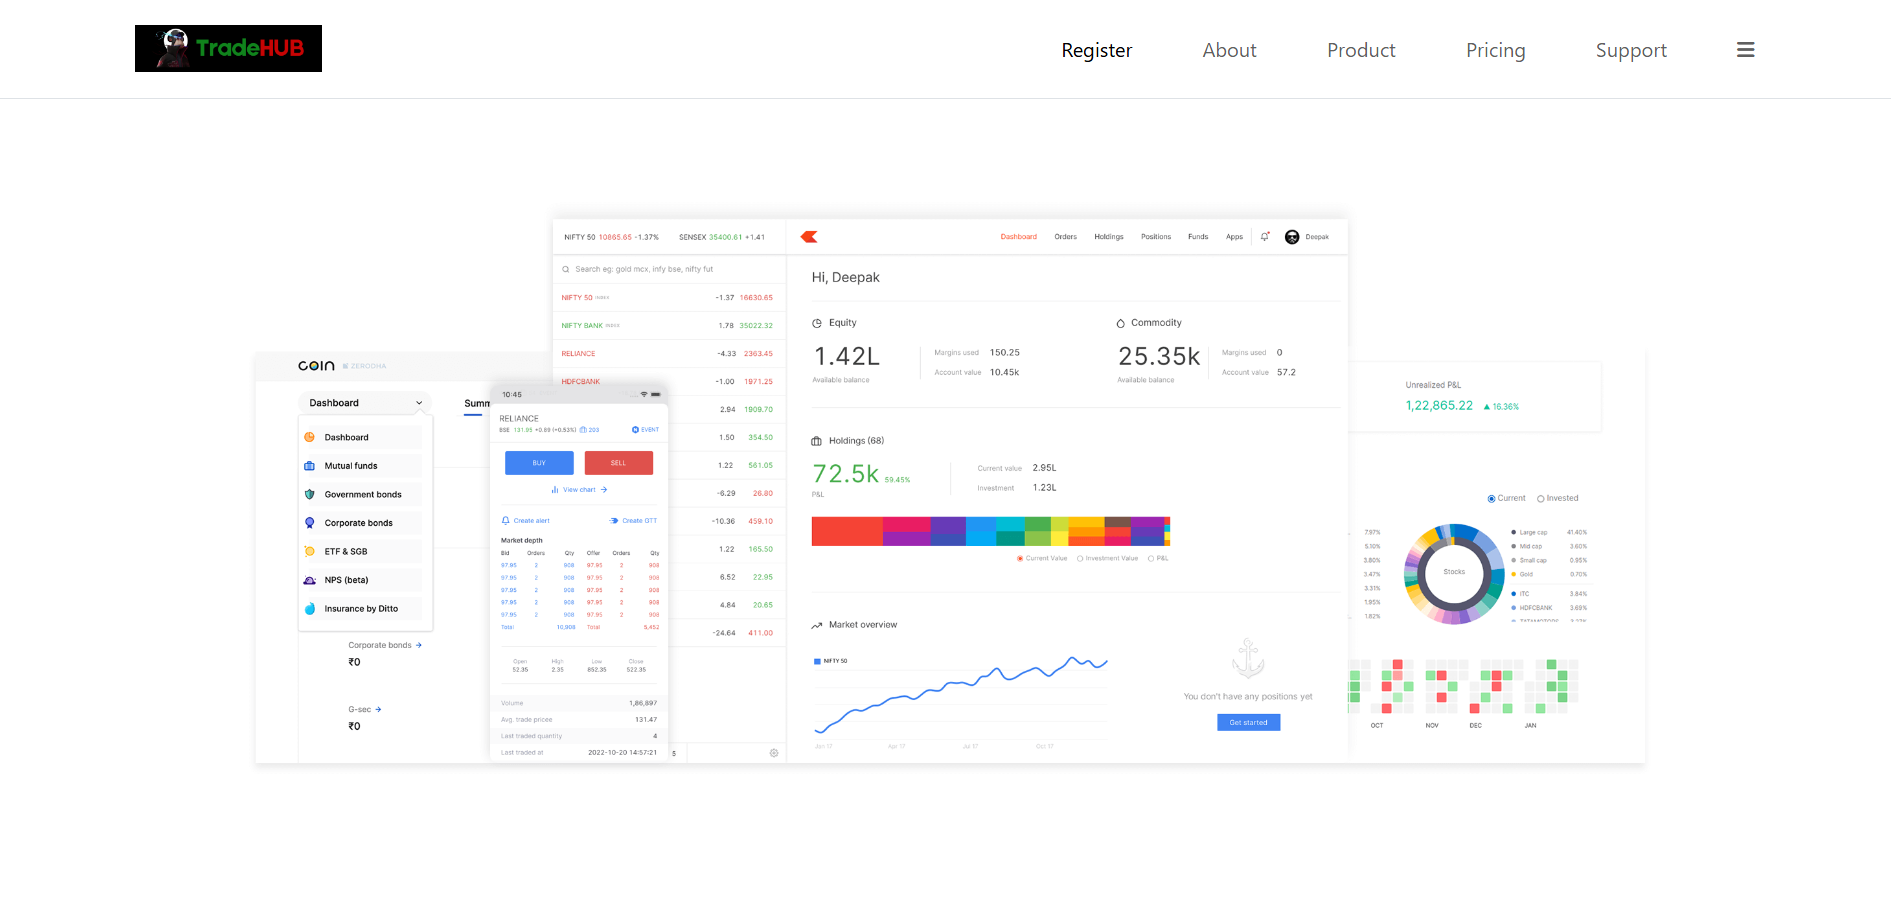 TradeHUB
Register About Product Pricing Support
NIFTY 50 10865.65 -1.37% SENSEX 35400.61 +1.41
Dashboard Orders Holdings Positions Funds Apps Deepak
Search eg: gold mcx, infy bse, nifty fut
NIFTY 50 INDEX -1.37 16630.65
NIFTY BANK INDEX 1.78 35022.32
RELIANCE -4.33 2363.45
HDFCBANK -1.00 1971.25
2.94 1909.70
1.50 354.50
1.22 561.05
-6.29 26.80
-10.36 459.10
1.22 165.50
6.52 22.95
4.84 20.65
-24.64 411.00
5
Hi, Deepak
Equity
1.42L
Available balance
Margins used 150.25
Account value 10.45k
Commodity
25.35k
Available balance
Margins used 0
Account value 57.2
Holdings (68)
72.5k 59.45%
P&L
Current value 2.95L
Investment 1.23L
Current Value Investment Value P&L
Market overview
NIFTY 50
Jan 17 Apr 17 Jul 17 Oct 17
You don't have any positions yet
Get started
COIN ZERODHA
Dashboard
Summ
Dashboard
Mutual funds
Government bonds
Corporate bonds
ETF & SGB
NPS (beta)
Insurance by Ditto
Corporate bonds →
₹0
G-sec →
₹0
10:45
RELIANCE
BSE 131.95 +0.69 (+0.53%) 203 EVENT
BUY SELL
View chart →
Create alert Create GTT
Market depth
Bid Orders Qty Offer Orders Qty
97.95 2 908 97.95 2 908
97.95 2 908 97.95 2 908
97.95 2 908 97.95 2 908
97.95 2 908 97.95 2 908
97.95 2 908 97.95 2 908
Total 10,908 Total 5,452
Open High Low Close
52.35 2.35 852.35 522.35
Volume 1,86,897
Avg. trade pricee 131.47
Last traded quantity 4
Last traded at 2022-10-20 14:57:21
Unrealized P&L
1,22,865.22 16.36%
Current Invested
7.97%
5.10%
3.80%
3.47%
3.31%
1.95%
1.82%
Stocks
Large cap 41.40%
Mid cap 3.60%
Small cap 0.95%
Gold 0.70%
ITC 3.84%
HDFCBANK 3.69%
OCT NOV DEC JAN